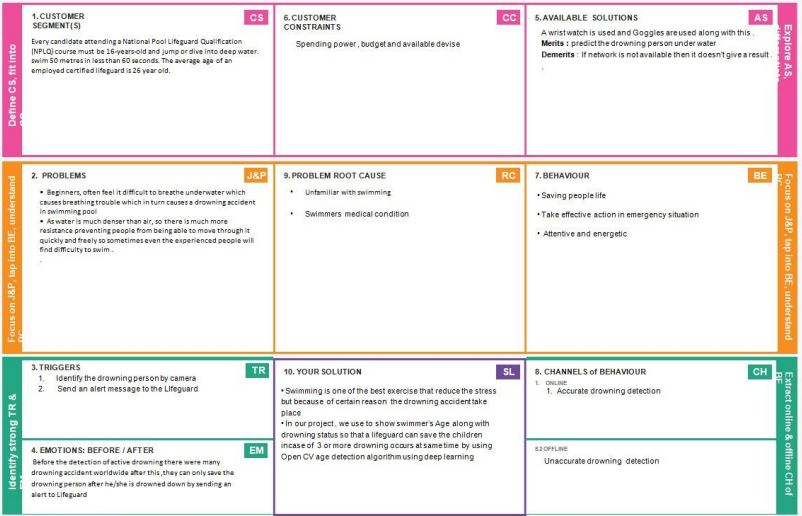 Define CS, fit into
1. CUSTOMER
SEGMENT(S)
CS
Every candidate attending a National Pool Lifeguard Qualification
(NPLQ) course must be 16-year-old and jump or dive into deep water.
swim 50 metres in less than 60 seconds. The average age of an
employed certified lifeguard is 26 year old.
6. CUSTOMER
CONSTRAINTS
CC
Spending power , budget and available devise
5. AVAILABLE SOLUTIONS
AS
A wrist watch is used and Goggles are used along with this .
Merits : predict the drowning person under water
Demerits : If network is not available then it doesn't give a result .
.
Explore AS,
Focus on J&P, tap into BE, understand
2. PROBLEMS
J&P
• Beginners, often feel it difficult to breathe underwater which
causes breathing trouble which in turn causes a drowning accident
in swimming pool
• As water is much denser than air, so there is much more
resistance preventing people from being able to move through it
quickly and freely so sometimes even the experienced people will
find difficulty to swim .
.
9. PROBLEM ROOT CAUSE
RC
• Unfamiliar with swimming
• Swimmers medical condition
7. BEHAVIOUR
BE
• Saving people life
• Take effective action in emergency situation
• Attentive and energetic
Focus on J&P, tap into BE, understand
Identify strong TR &
3. TRIGGERS
TR
1. Identify the drowning person by camera
2. Send an alert message to the Lifeguard
4. EMOTIONS: BEFORE / AFTER
EM
Before the detection of active drowning there were many
drowning accident worldwide after this ,they can only save the
drowning person after he/she is drowned down by sending an
alert to Lifeguard
10. YOUR SOLUTION
SL
• Swimming is one of the best exercise that reduce the stress
but because of certain reason the drowning accident take
place
• In our project , we use to show swimmer's Age along with
drowning status so that a lifeguard can save the children
incase of 3 or more drowning occurs at same time by using
Open CV age detection algorithm using deep learning
8. CHANNELS of BEHAVIOUR
CH
1. ONLINE
1. Accurate drowning detection
8.2 OFFLINE
Unaccurate drowning detection
Extract online & offline CH of